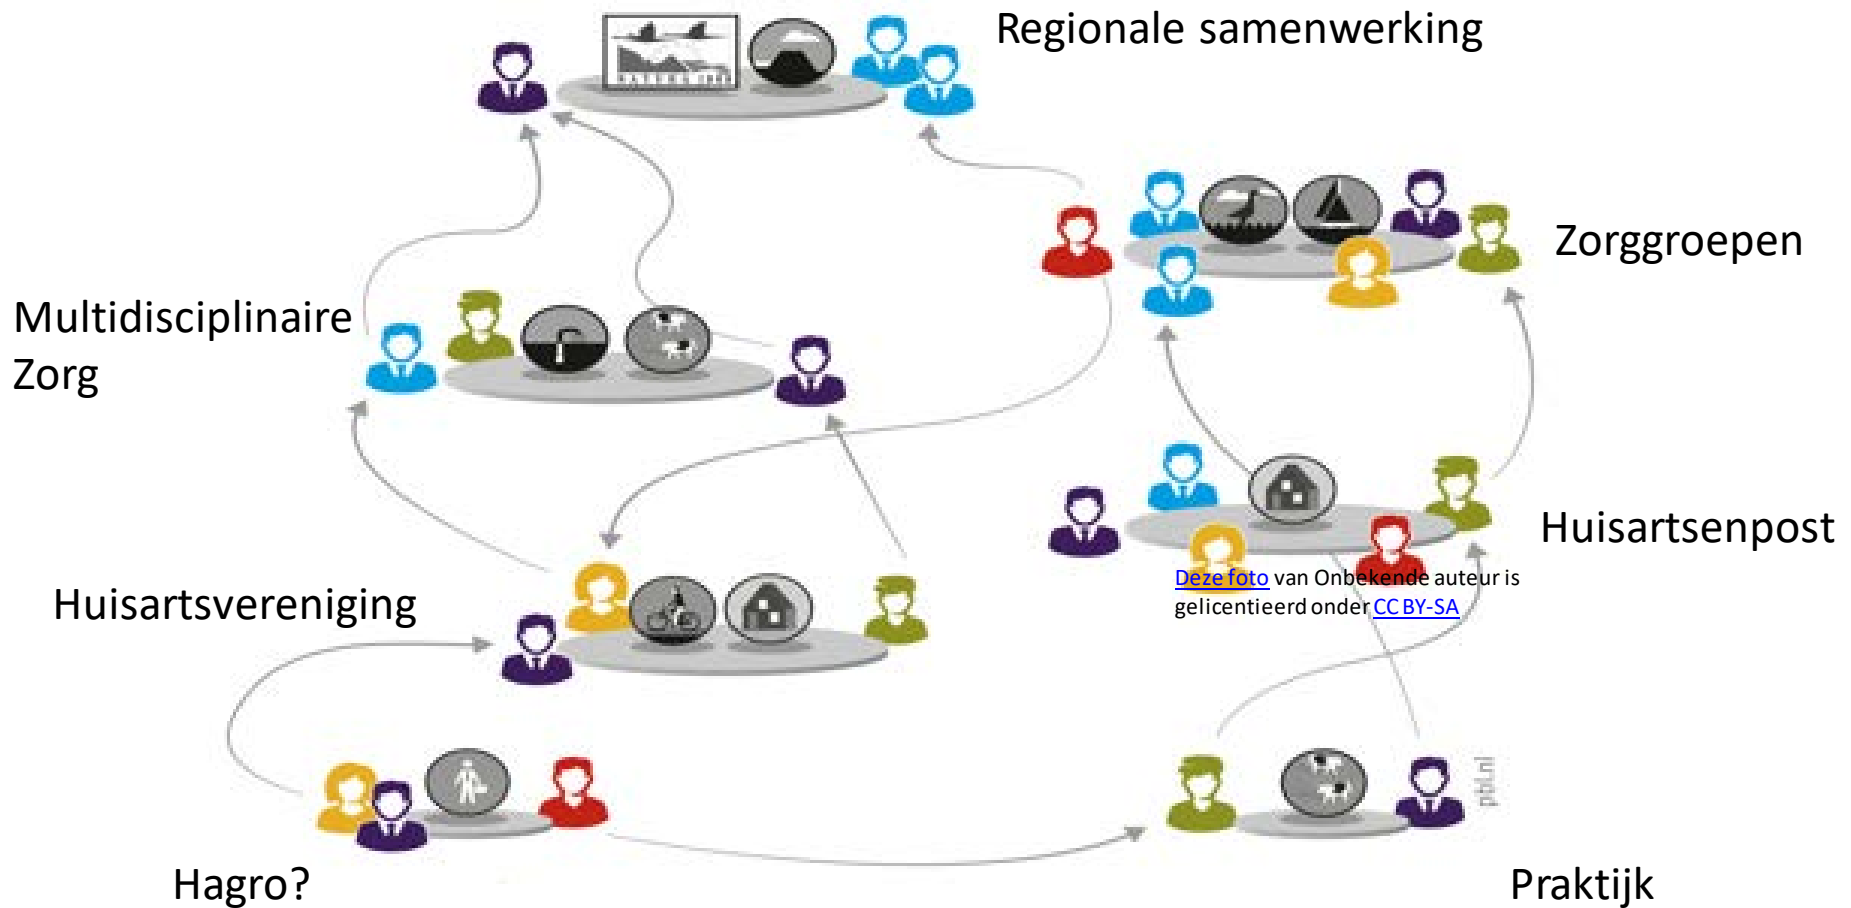 Regionale samenwerking
Zorggroepen
Multidisciplinaire
Zorg
Huisartsenpost
Deze foto van Onbekende auteur is
gelicentieerd onder CC BY-SA
Huisartsvereniging
pbl.nl
Hagro?
Praktijk